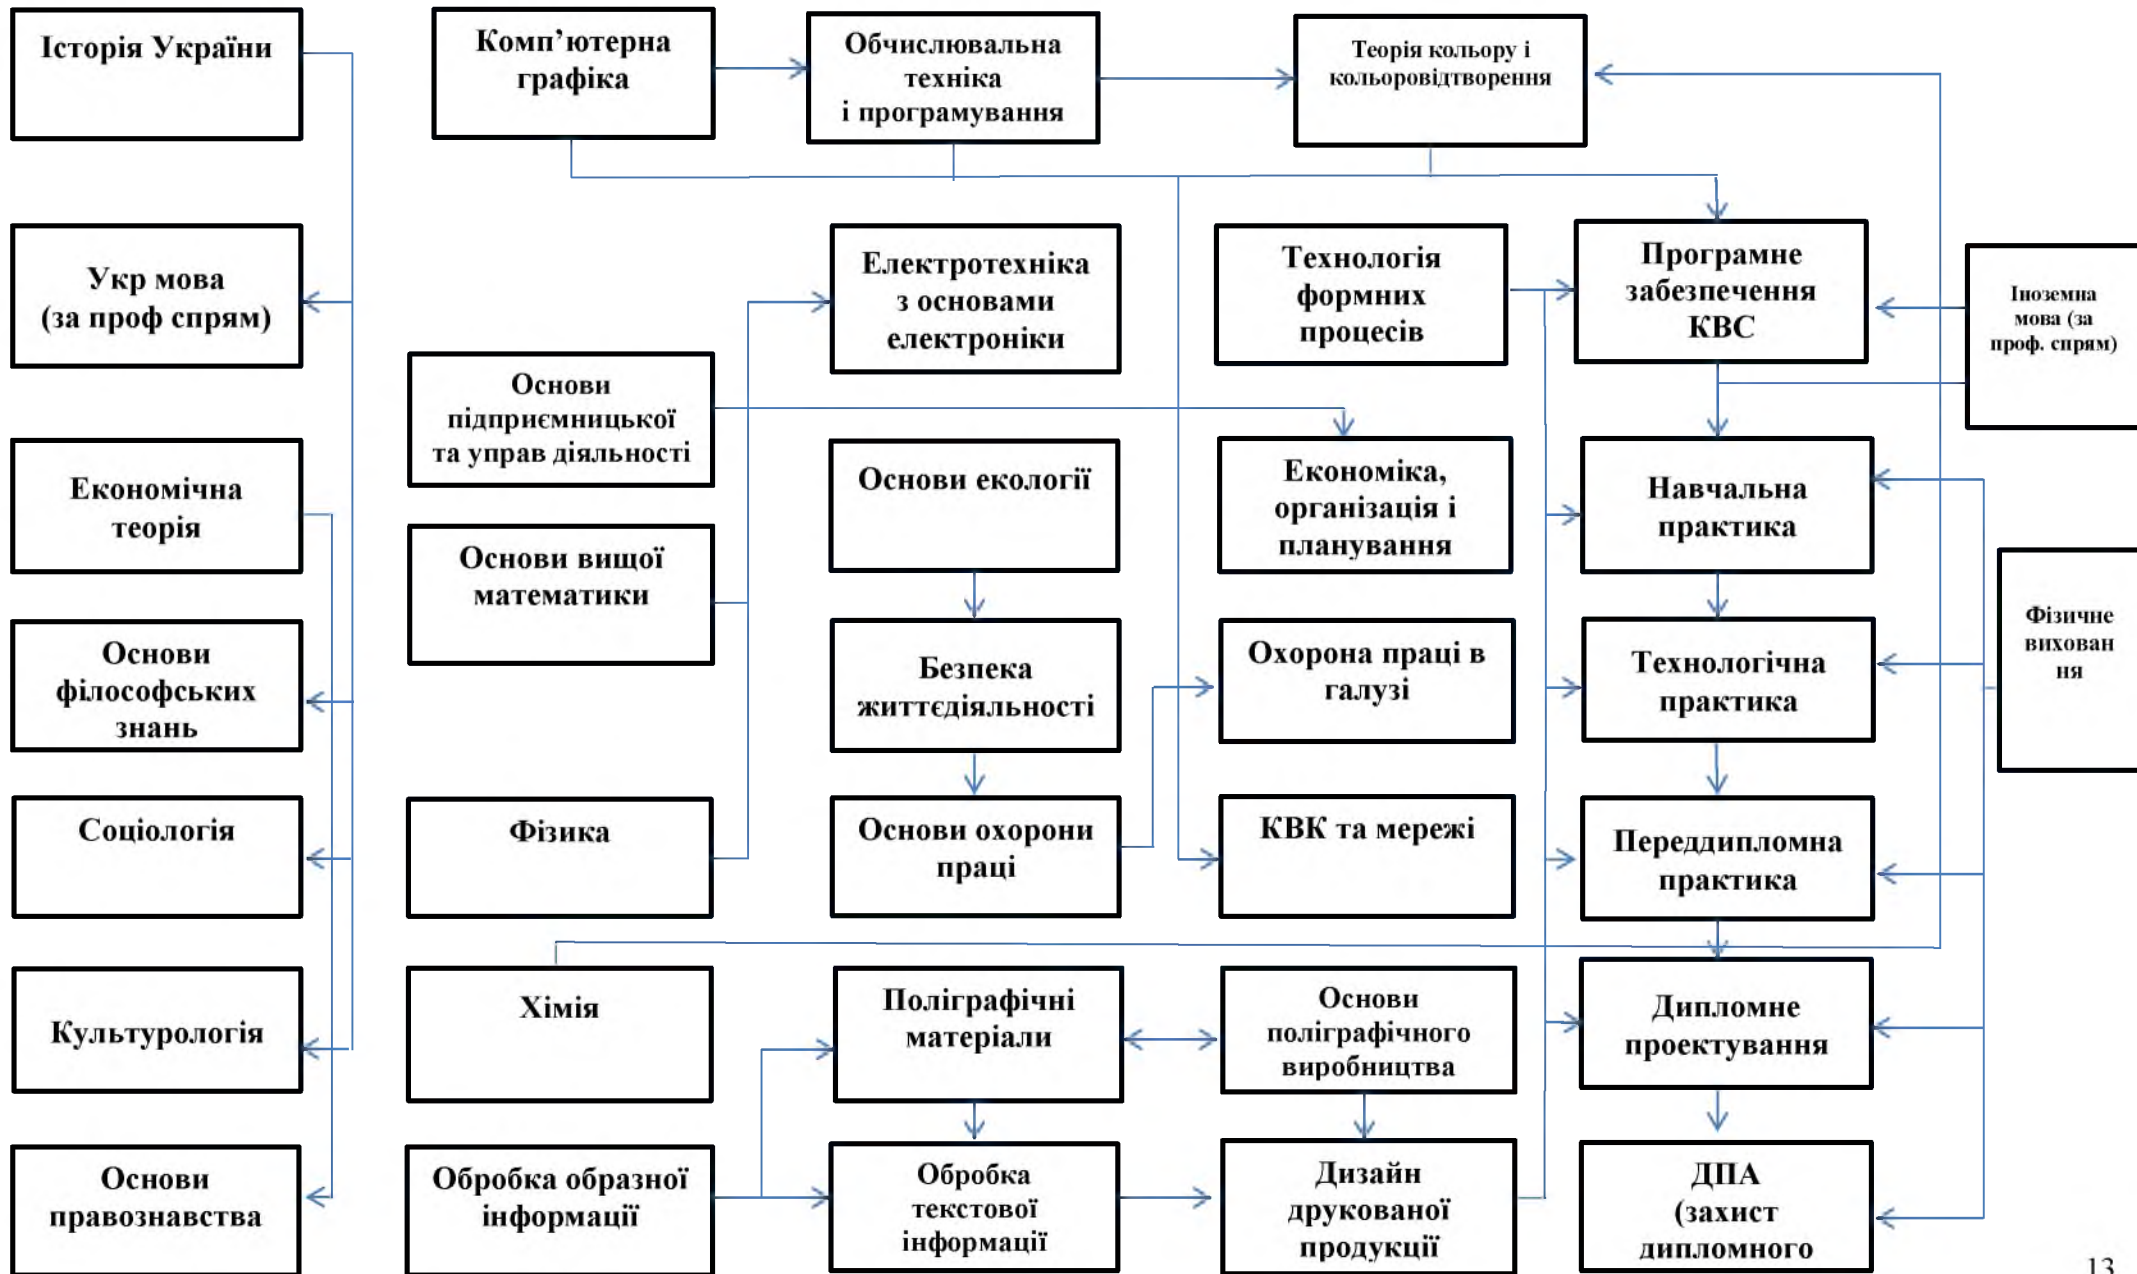 Історія України
Комп’ютерна
графіка
Обчислювальна
техніка
і програмування
Теорія кольору і
кольоровідтворення
Укр мова
(за проф спрям)
Електротехніка
з основами
електроніки
Технологія
формних
процесів
Програмне
забезпечення
КВС
Іноземна
мова (за
проф. спрям)
Основи
підприємницької
та управ діяльності
Економічна
теорія
Основи вищої
математики
Основи екології
Економіка,
організація і
планування
Навчальна
практика
Фізичне
вихован
ня
Основи
філософських
знань
Безпека
життєдіяльності
Охорона праці в
галузі
Технологічна
практика
Соціологія
Фізика
Основи охорони
праці
КВК та мережі
Переддипломна
практика
Культурологія
Хімія
Поліграфічні
матеріали
Основи
поліграфічного
виробництва
Дипломне
проектування
Основи
правознавства
Обробка образної
інформації
Обробка
текстової
інформації
Дизайн
друкованої
продукції
ДПА
(захист
дипломного
13